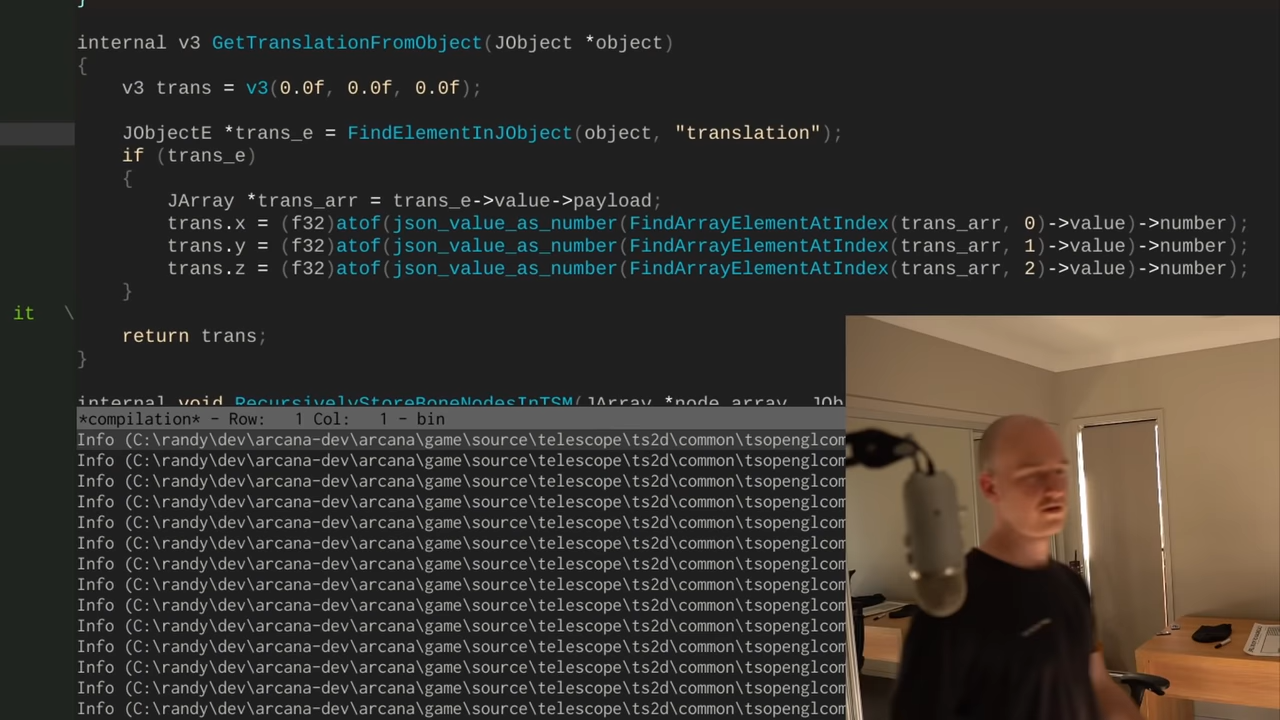 }
internal v3 GetTranslationFromObject(JObject *object)
{
v3 trans = v3(0.0f, 0.0f, 0.0f);
JObjectE *trans_e = FindElementInJObject(object, "translation");
if (trans_e)
{
JArray *trans_arr = trans_e->value->payload;
trans.x = (f32)atof(json_value_as_number(FindArrayElementAtIndex(trans_arr, 0)->value)->number);
trans.y = (f32)atof(json_value_as_number(FindArrayElementAtIndex(trans_arr, 1)->value)->number);
trans.z = (f32)atof(json_value_as_number(FindArrayElementAtIndex(trans_arr, 2)->value)->number);
}
it \
return trans;
}
internal void RecursivelyStoreBoneNodesInTSM(JArray *node_array, JOb
*compilation* - Row: 1 Col: 1 - bin
Info (C:\randy\dev\arcana-dev\arcana\game\source\telescope\ts2d\common\tsopenglcom
Info (C:\randy\dev\arcana-dev\arcana\game\source\telescope\ts2d\common\tsopenglcom
Info (C:\randy\dev\arcana-dev\arcana\game\source\telescope\ts2d\common\tsopenglcom
Info (C:\randy\dev\arcana-dev\arcana\game\source\telescope\ts2d\common\tsopenglcom
Info (C:\randy\dev\arcana-dev\arcana\game\source\telescope\ts2d\common\tsopenglcom
Info (C:\randy\dev\arcana-dev\arcana\game\source\telescope\ts2d\common\tsopenglcom
Info (C:\randy\dev\arcana-dev\arcana\game\source\telescope\ts2d\common\tsopenglcom
Info (C:\randy\dev\arcana-dev\arcana\game\source\telescope\ts2d\common\tsopenglcom
Info (C:\randy\dev\arcana-dev\arcana\game\source\telescope\ts2d\common\tsopenglcom
Info (C:\randy\dev\arcana-dev\arcana\game\source\telescope\ts2d\common\tsopenglcom
Info (C:\randy\dev\arcana-dev\arcana\game\source\telescope\ts2d\common\tsopenglcom
Info (C:\randy\dev\arcana-dev\arcana\game\source\telescope\ts2d\common\tsopenglcom
Info (C:\randy\dev\arcana-dev\arcana\game\source\telescope\ts2d\common\tsopenglcom
Info (C:\randy\dev\arcana-dev\arcana\game\source\telescope\ts2d\common\tsopenglcom